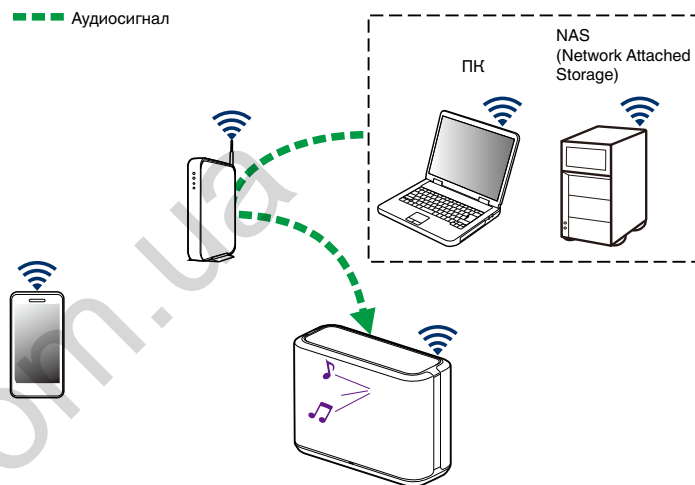 Аудиосигнал
ПК
NAS
(Network Attached
Storage)
om.ua